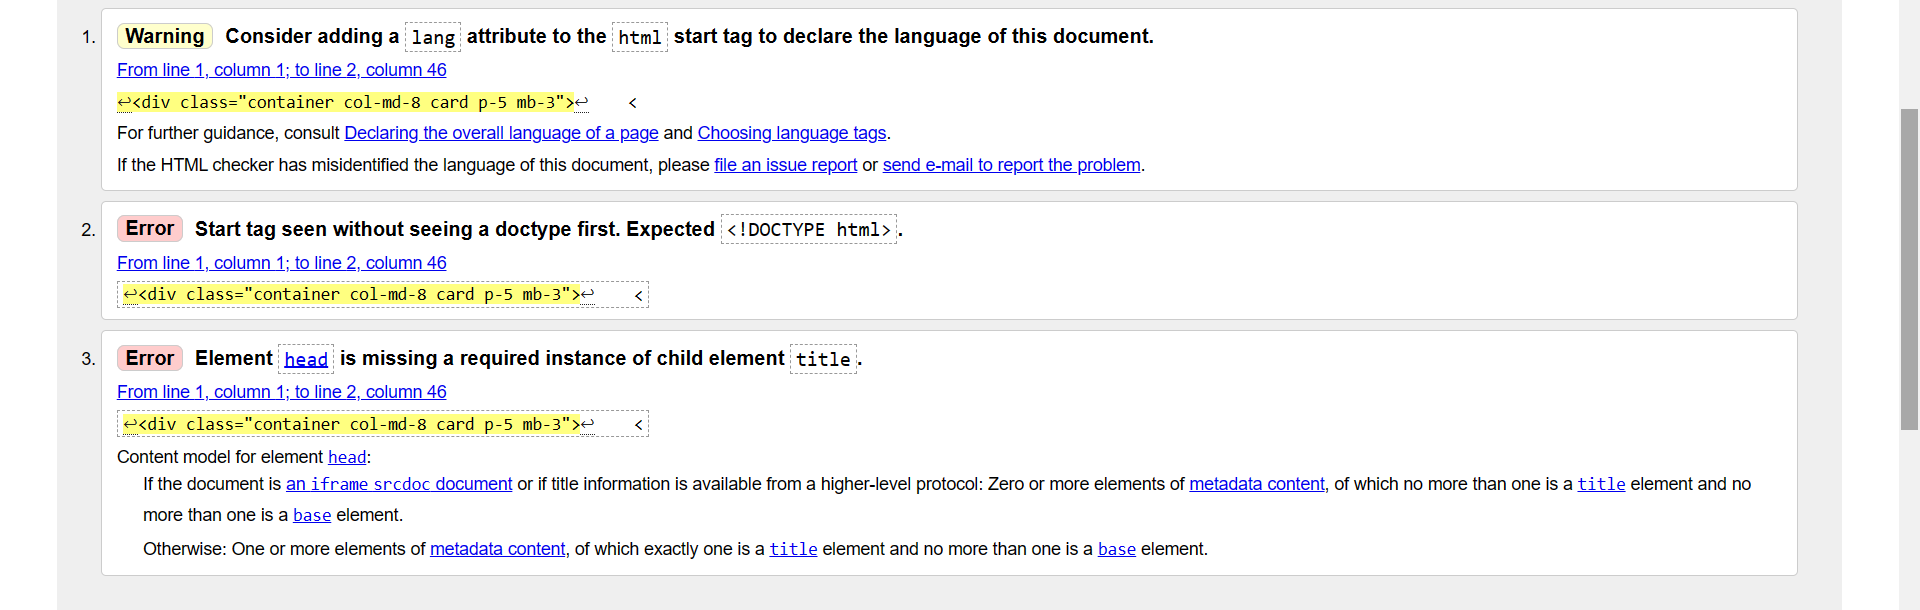 1. Warning Consider adding a lang attribute to the html start tag to declare the language of this document.
From line 1, column 1; to line 2, column 46
↩<div class="container col-md-8 card p-5 mb-3">↩    <
For further guidance, consult Declaring the overall language of a page and Choosing language tags.
If the HTML checker has misidentified the language of this document, please file an issue report or send e-mail to report the problem.
2. Error Start tag seen without seeing a doctype first. Expected <!DOCTYPE html>.
From line 1, column 1; to line 2, column 46
↩<div class="container col-md-8 card p-5 mb-3">↩    <
3. Error Element head is missing a required instance of child element title.
From line 1, column 1; to line 2, column 46
↩<div class="container col-md-8 card p-5 mb-3">↩    <
Content model for element head:
If the document is an iframe srcdoc document or if title information is available from a higher-level protocol: Zero or more elements of metadata content, of which no more than one is a title element and no
more than one is a base element.
Otherwise: One or more elements of metadata content, of which exactly one is a title element and no more than one is a base element.